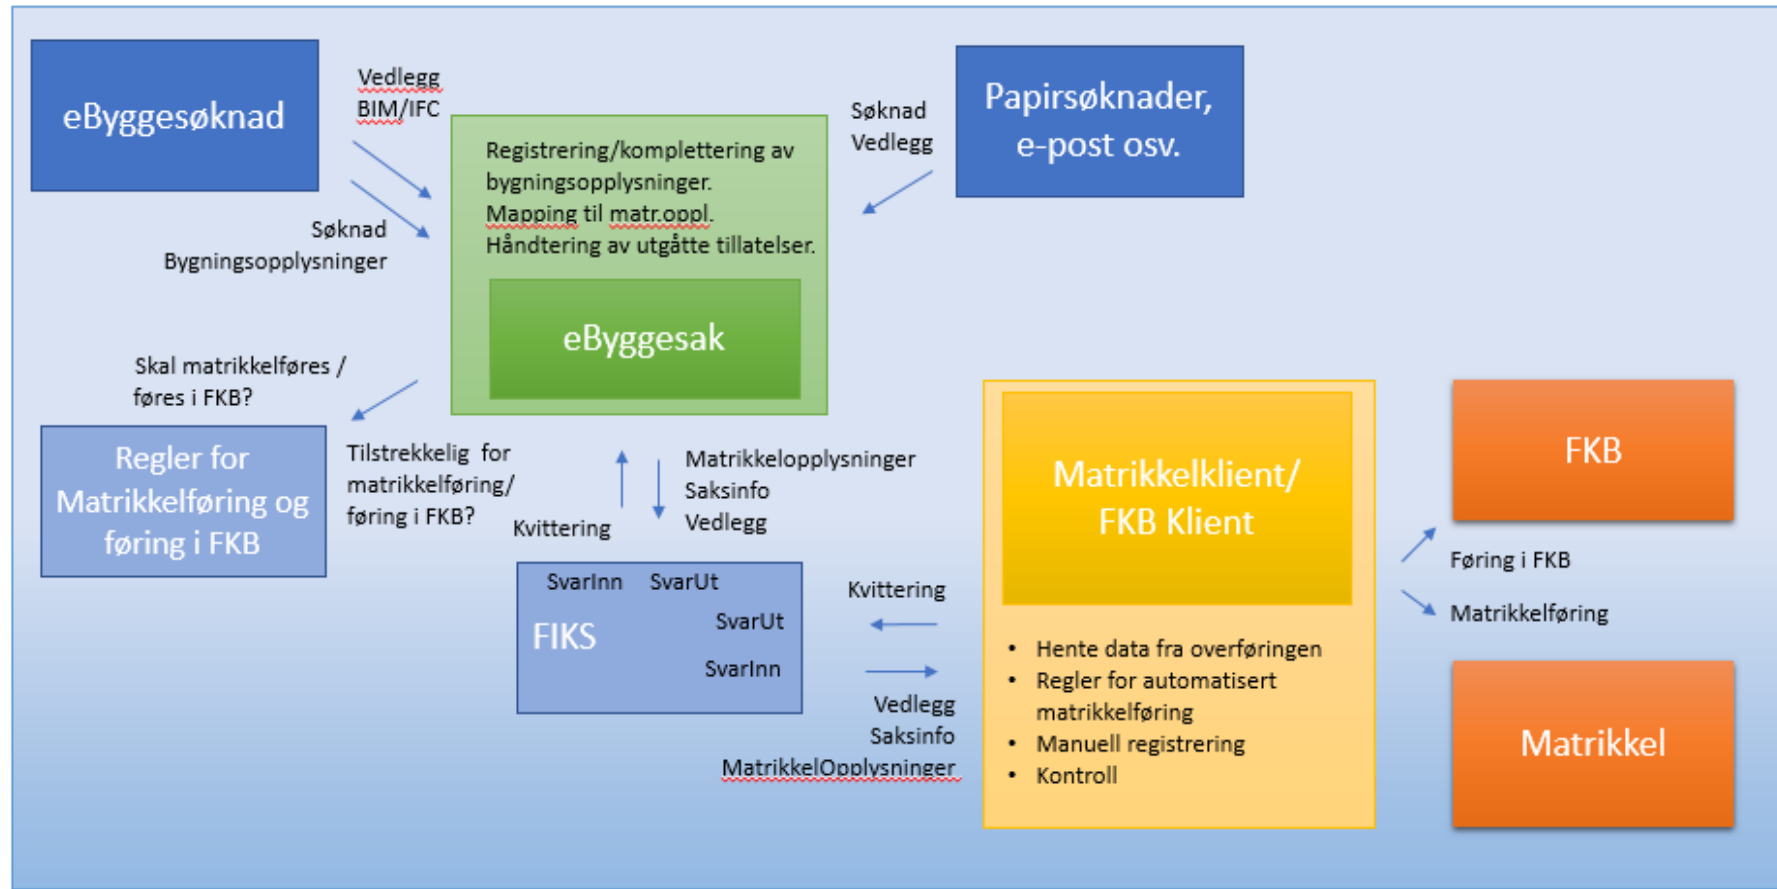 eByggesøknad
Vedlegg
BIM/IFC
Søknad
Bygningsopplysninger
Registrering/komplettering av
bygningsopplysninger.
Mapping til matr.oppl.
Håndtering av utgåtte tillatelser.
eByggesak
Søknad
Vedlegg
Papirsøknader,
e-post osv.
Skal matrikkelføres /
føres i FKB?
Regler for
Matrikkelføring og
føring i FKB
Tilstrekkelig for
matrikkelføring/
føring i FKB?
Kvittering
Matrikkelopplysninger
Saksinfo
Vedlegg
SvarInn SvarUt
SvarUt
FIKS
SvarInn
Kvittering
Vedlegg
Saksinfo
MatrikkelOpplysninger
Matrikkelklient/
FKB Klient
• Hente data fra overføringen
• Regler for automatisert
matrikkelføring
• Manuell registrering
• Kontroll
FKB
Føring i FKB
Matrikkelføring
Matrikkel